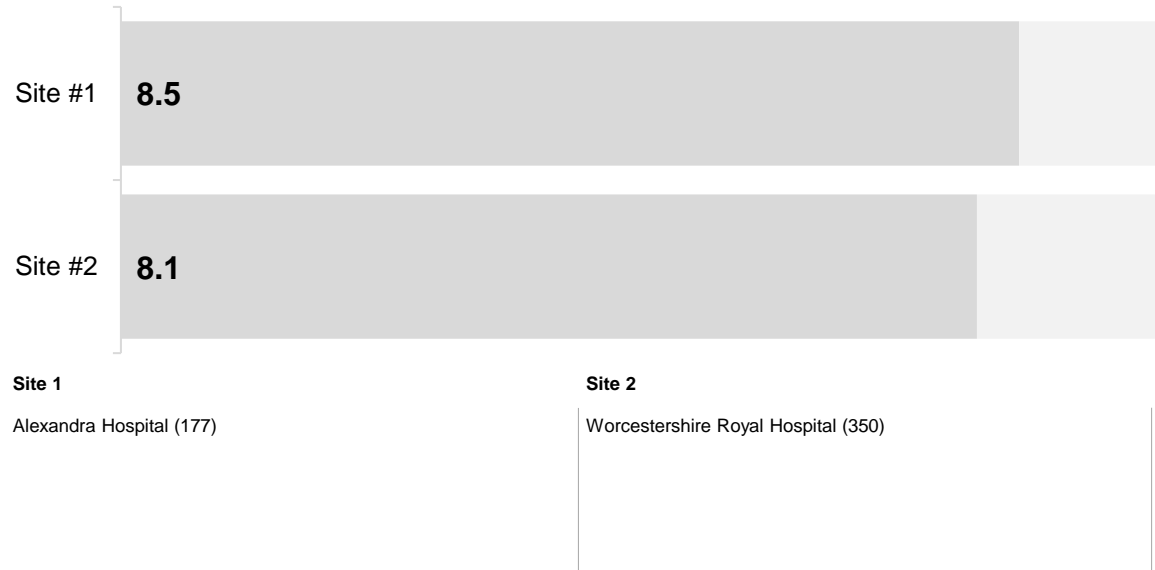 Site #1
8.5
Site #2
8.1
Site 1
Site 2
Alexandra Hospital (177)
Worcestershire Royal Hospital (350)